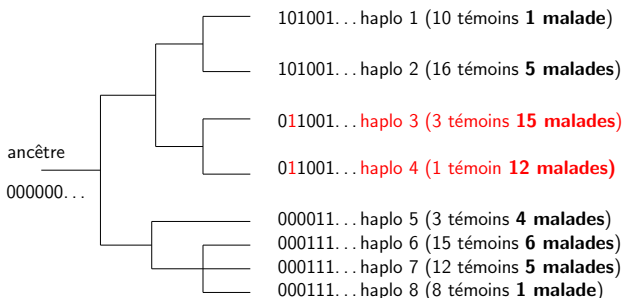 101001... haplo 1 (10 témoins 1 malade)
101001... haplo 2 (16 témoins 5 malades)
011001... haplo 3 (3 témoins 15 malades)
ancêtre
011001... haplo 4 (1 témoin 12 malades)
000000...
000011... haplo 5 (3 témoins 4 malades)
000111... haplo 6 (15 témoins 6 malades)
000111... haplo 7 (12 témoins 5 malades)
000111... haplo 8 (8 témoins 1 malade)